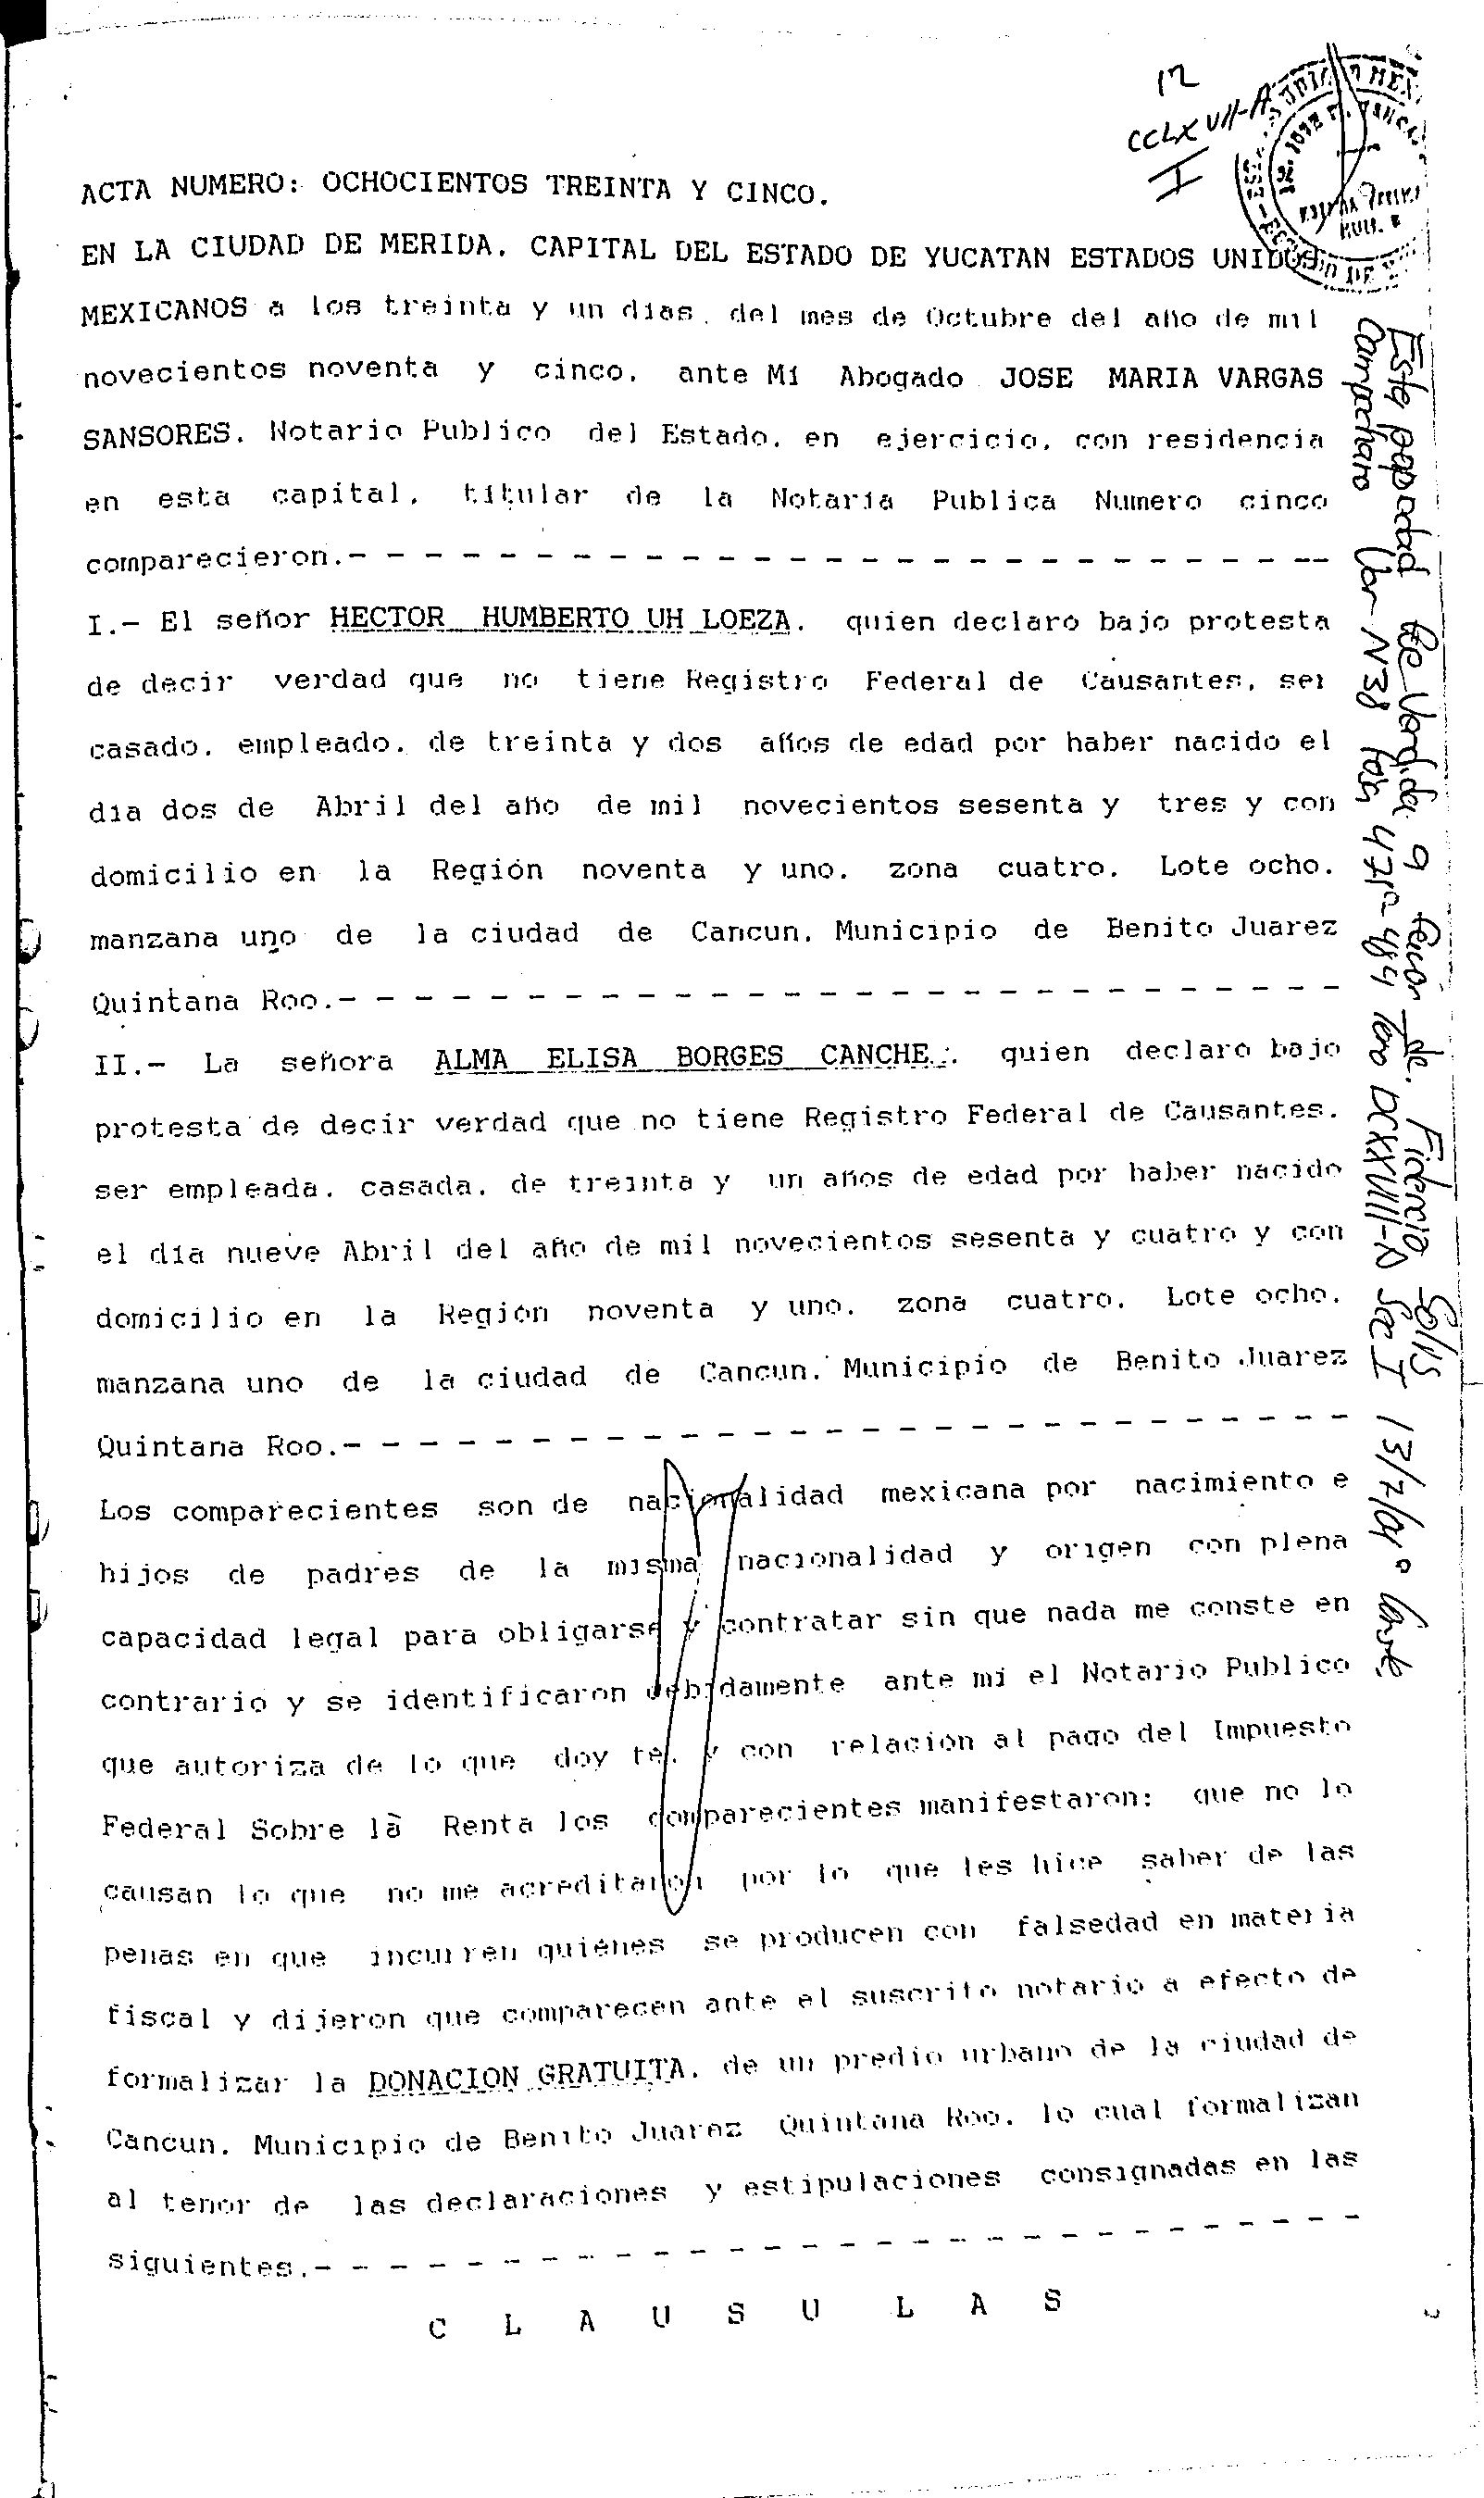 12
CCLXVII-A
I
ACTA NUMERO: OCHOCIENTOS TREINTA Y CINCO.
EN LA CIUDAD DE MERIDA. CAPITAL DEL ESTADO DE YUCATAN ESTADOS UNIDOS
MEXICANOS a los treinta y un dias. del mes de Octubre del año de mil
novecientos noventa y cinco. ante Mi Abogado JOSE MARIA VARGAS
SANSORES. Notario Publico del Estado. en ejercicio. con residencia
en esta capital. titular de la Notaria Publica Numero cinco
comparecieron.- - - - - - - - - - - - - - - - - - - - - - - - - - --
I.- El señor HECTOR HUMBERTO UH LOEZA. quien declaro bajo protesta
de decir verdad que no tiene Registro Federal de Causantes. ser
casado. empleado. de treinta y dos años de edad por haber nacido el
dia dos de Abril del año de mil novecientos sesenta y tres y con
domicilio en la Región noventa y uno. zona cuatro. Lote ocho.
manzana uno de la ciudad de Cancun. Municipio de Benito Juarez
Quintana Roo.- - - - - - - - - - - - - - - - - - - - - - - - - - - -
II.- La señora ALMA ELISA BORGES CANCHE . quien declaro bajo
protesta de decir verdad que no tiene Registro Federal de Causantes.
ser empleada. casada. de treinta y un años de edad por haber nacido
el dia nueve Abril del año de mil novecientos sesenta y cuatro y con
domicilio en la Región noventa y uno. zona cuatro. Lote ocho.
manzana uno de la ciudad de Cancun. Municipio de Benito Juarez
Quintana Roo.- - - - - - - - - - - - - - - - - - - - - - - - - - - -
Los comparecientes son de nacionalidad mexicana por nacimiento e
hijos de padres de la misma nacionalidad y origen con plena
capacidad legal para obligarse y contratar sin que nada me conste en
contrario y se identificaron debidamente ante mi el Notario Publico
que autoriza de lo que doy fe. y con relación al pago del Impuesto
Federal Sobre la Renta los comparecientes manifestaron: que no lo
causan lo que no me acreditaron por lo que les hice saber de las
penas en que incurren quiénes se producen con falsedad en materia
fiscal y dijeron que comparecen ante el suscrito notario a efecto de
formalizar la DONACION GRATUITA. de un predio urbano de la ciudad de
Cancun. Municipio de Benito Juarez Quintana Roo. lo cual formalizan
al tenor de las declaraciones y estipulaciones consignadas en las
siguientes.- - - - - - - - - - - - - - - - - - - - - - - - - - - - -
C L A U S U L A S
Este de Vendida a favor de Fidencio Solis
N38 471 484 Tomo DCXXVIII-A Sec I 13/7/01